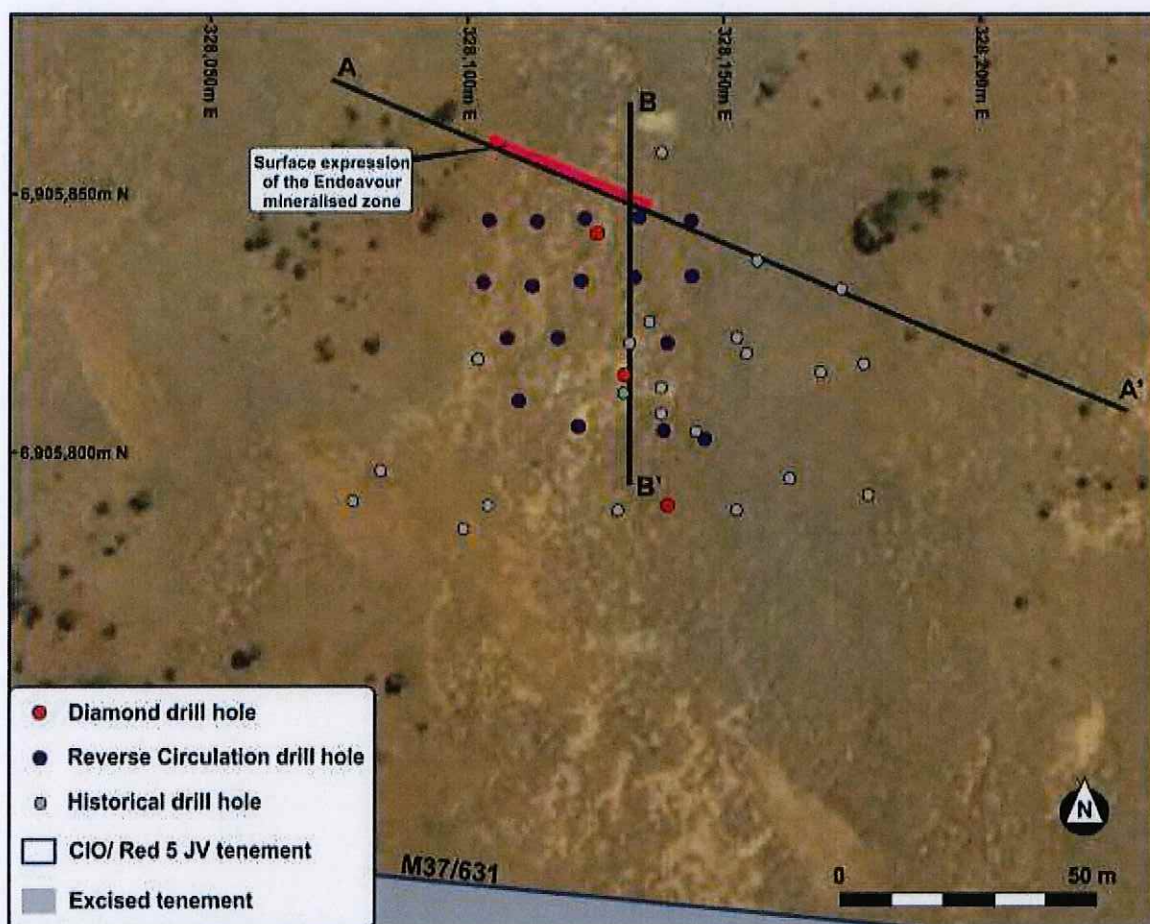 328,050m E
328,100m E
328,150m E
328,200m E
A
B
Surface expression
of the Endeavour
mineralised zone
6,905,850m N
A'
6,905,800m N
B'
Diamond drill hole
Reverse Circulation drill hole
Historical drill hole
CIO/ Red 5 JV tenement
Excised tenement
M37/631
N
0
50 m